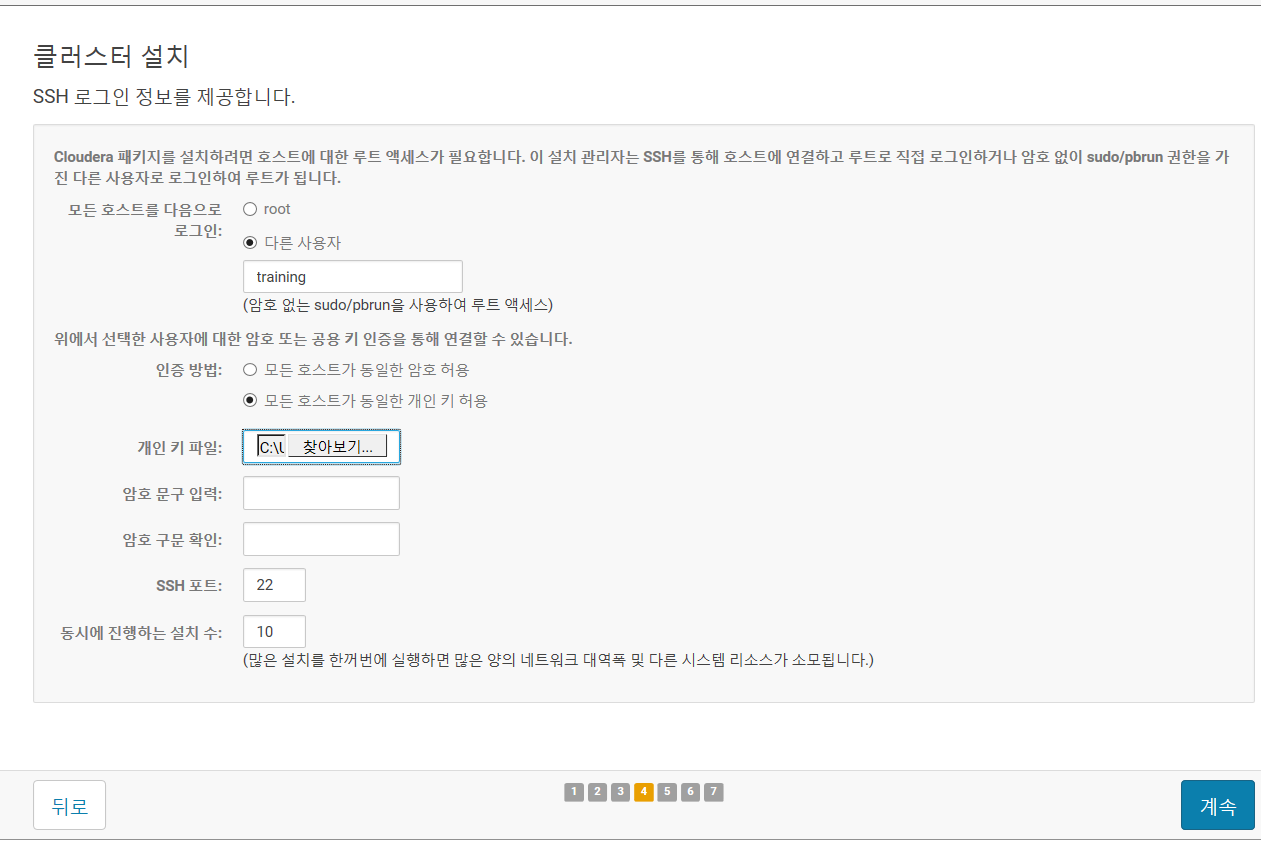 클러스터 설치
SSH 로그인 정보를 제공합니다.
Cloudera 패키지를 설치하려면 호스트에 대한 루트 액세스가 필요합니다. 이 설치 관리자는 SSH를 통해 호스트에 연결하고 루트로 직접 로그인하거나 암호 없이 sudo/pbrun 권한을 가
진 다른 사용자로 로그인하여 루트가 됩니다.
모든 호스트를 다음으로 root
로그인:
다른 사용자
training
(암호 없는 sudo/pbrun을 사용하여 루트 액세스)
위에서 선택한 사용자에 대한 암호 또는 공용 키 인증을 통해 연결할 수 있습니다.
인증 방법: 모든 호스트가 동일한 암호 허용
모든 호스트가 동일한 개인 키 허용
개인 키 파일: C:\U 찾아보기...
암호 문구 입력:
암호 구문 확인:
SSH 포트: 22
동시에 진행하는 설치 수: 10
(많은 설치를 한꺼번에 실행하면 많은 양의 네트워크 대역폭 및 다른 시스템 리소스가 소모됩니다.)
뒤로 1 2 3 4 5 6 7 계속